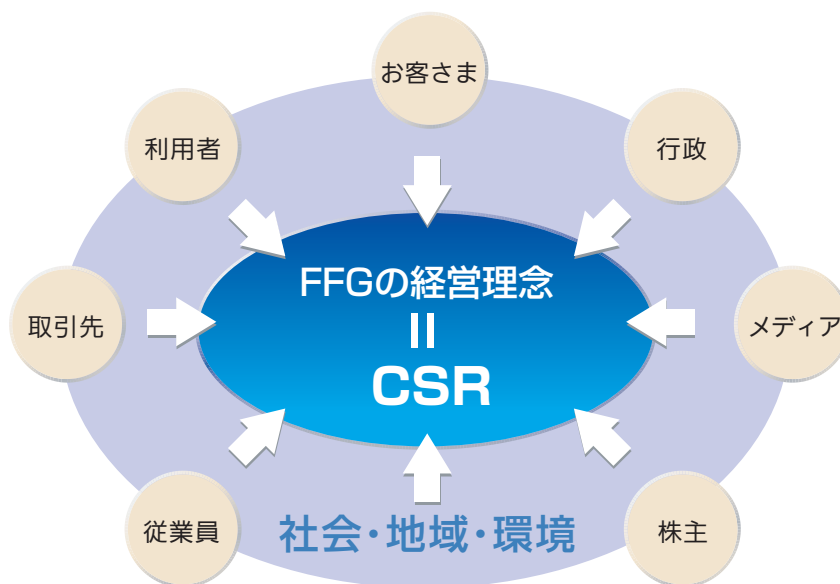 お客さま
利用者
行政
取引先
FFGの経営理念
=
CSR
メディア
従業員
社会・地域・環境
株主